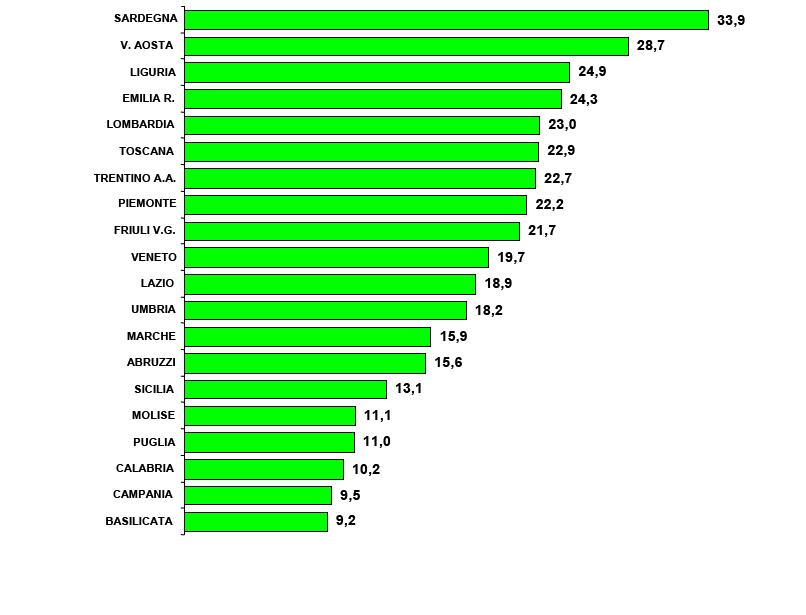 SARDEGNA 33,9
V. AOSTA 28,7
LIGURIA 24,9
EMILIA R. 24,3
LOMBARDIA 23,0
TOSCANA 22,9
TRENTINO A.A. 22,7
PIEMONTE 22,2
FRIULI V.G. 21,7
VENETO 19,7
LAZIO 18,9
UMBRIA 18,2
MARCHE 15,9
ABRUZZI 15,6
SICILIA 13,1
MOLISE 11,1
PUGLIA 11,0
CALABRIA 10,2
CAMPANIA 9,5
BASILICATA 9,2